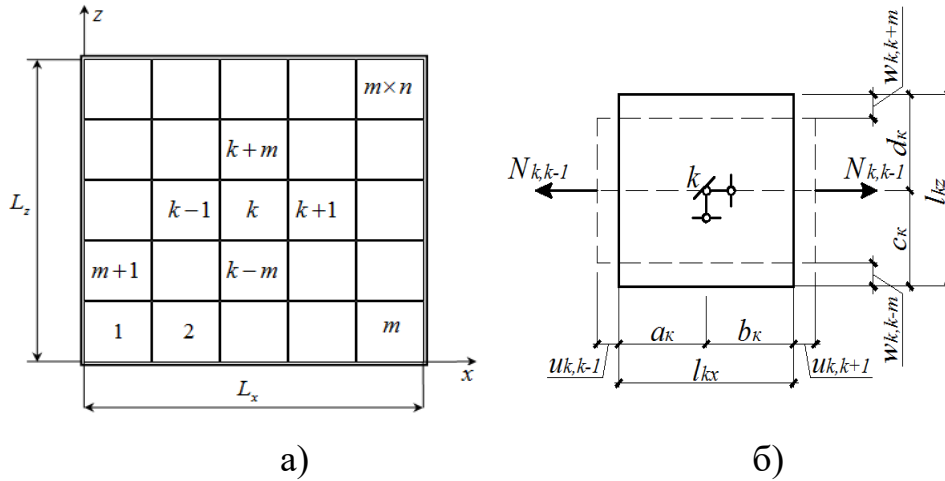 z
m×n
k+m
L_z
k−1 k k+1
m+1 k−m
1 2 m
x
L_x
а)
w_{k,k+m}
N_{k,k-1} k N_{k,k-1}
d_к
l_{kz}
c_к
w_{k,k-m}
a_к b_к
u_{k,k-1} l_{kx} u_{k,k+1}
б)